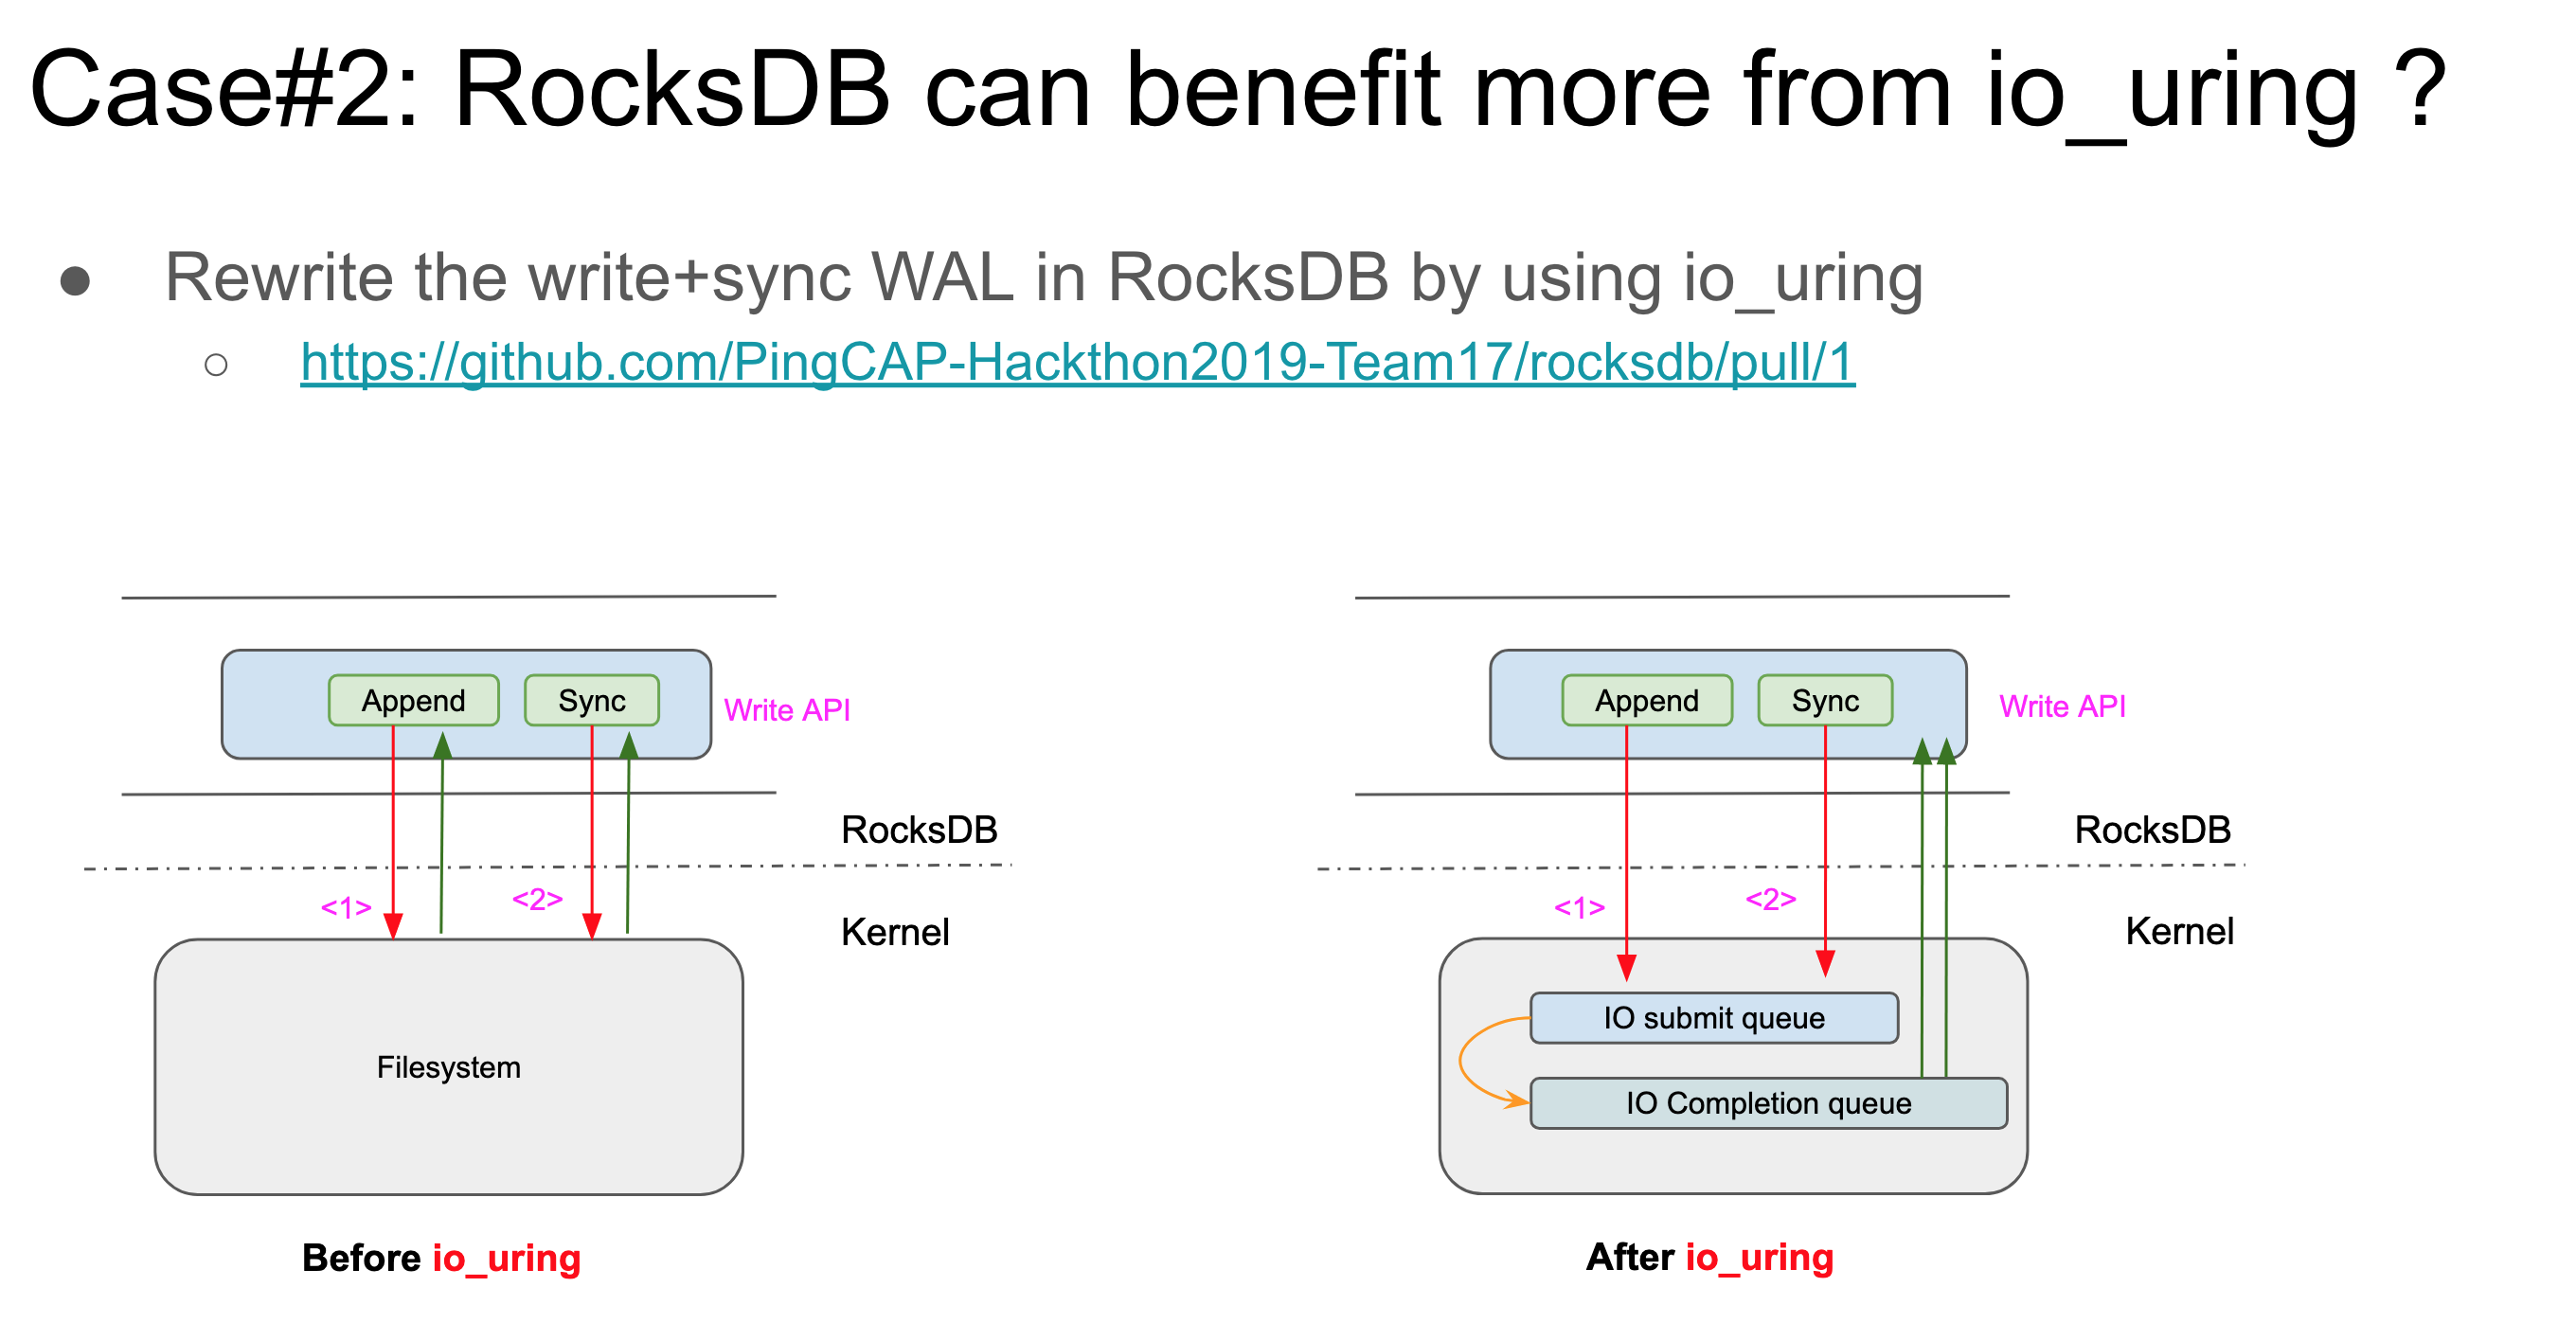 Case#2: RocksDB can benefit more from io_uring ?
Rewrite the write+sync WAL in RocksDB by using io_uring
https://github.com/PingCAP-Hackthon2019-Team17/rocksdb/pull/1
Append
Sync
Write API
RocksDB
<1>
<2>
Kernel
Filesystem
Before io_uring
Append
Sync
Write API
RocksDB
<1>
<2>
Kernel
IO submit queue
IO Completion queue
After io_uring